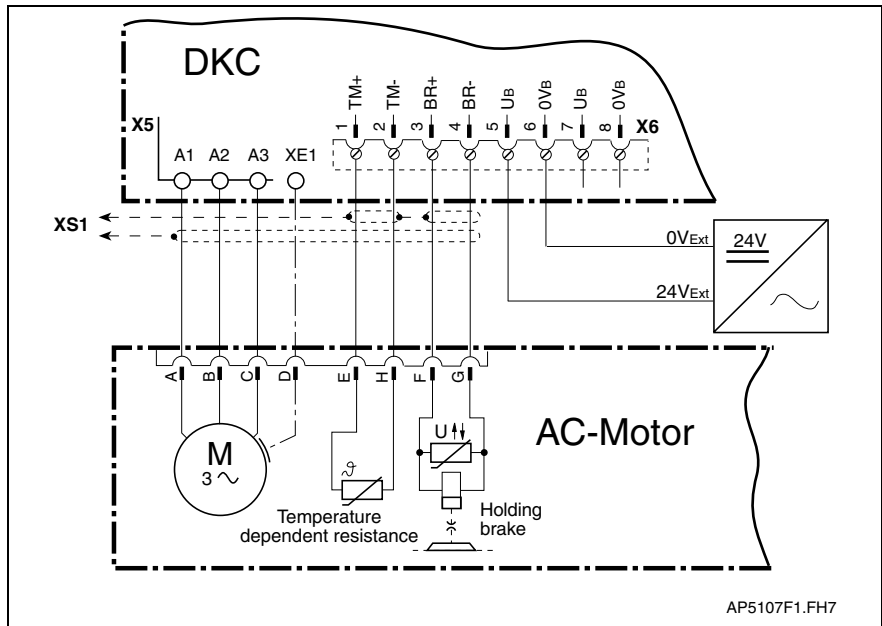 DKC
TM+ TM- BR+ BR- UB 0VB UB 0VB
1 2 3 4 5 6 7 8 X6
X5
A1 A2 A3 XE1
XS1
0VExt
24V
24VExt
A B C D E H F G
M
3
U
AC-Motor
ϑ
Temperature
dependent resistance
Holding
brake
AP5107F1.FH7